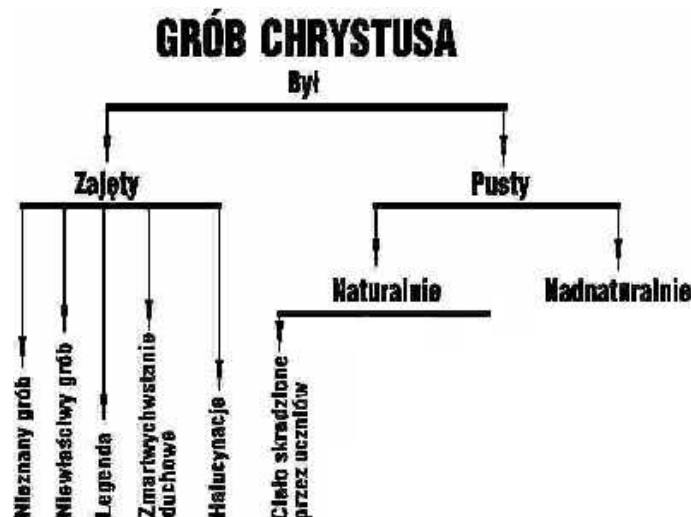 GRÓB CHRYSTUSA
Był
Zajęty
Pusty
Naturalnie
Nadnaturalnie
Nieznany grób
Niewłaściwy grób
Legenda
Zmartwychwstanie
duchowe
Halucynacje
Ciało skradzione
przez uczniów